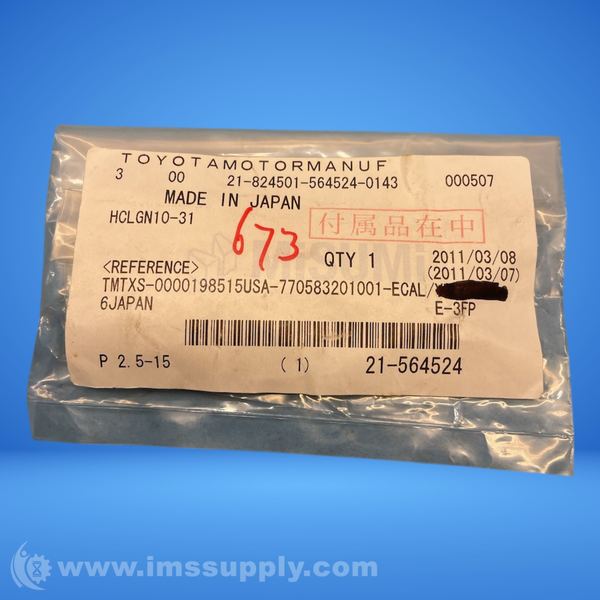 TOYOTAMOTORMANUF
3 00 21-824501-564524-0143 000507
MADE IN JAPAN
HCLGN10-31
付属品在中
673
MiSUMi
QTY 1 2011/03/08
<REFERENCE> (2011/03/07)
TMTXS-0000198515USA-770583201001-ECAL/
6JAPAN E-3FP
P 2.5-15 (1) 21-564524
www.imssupply.com